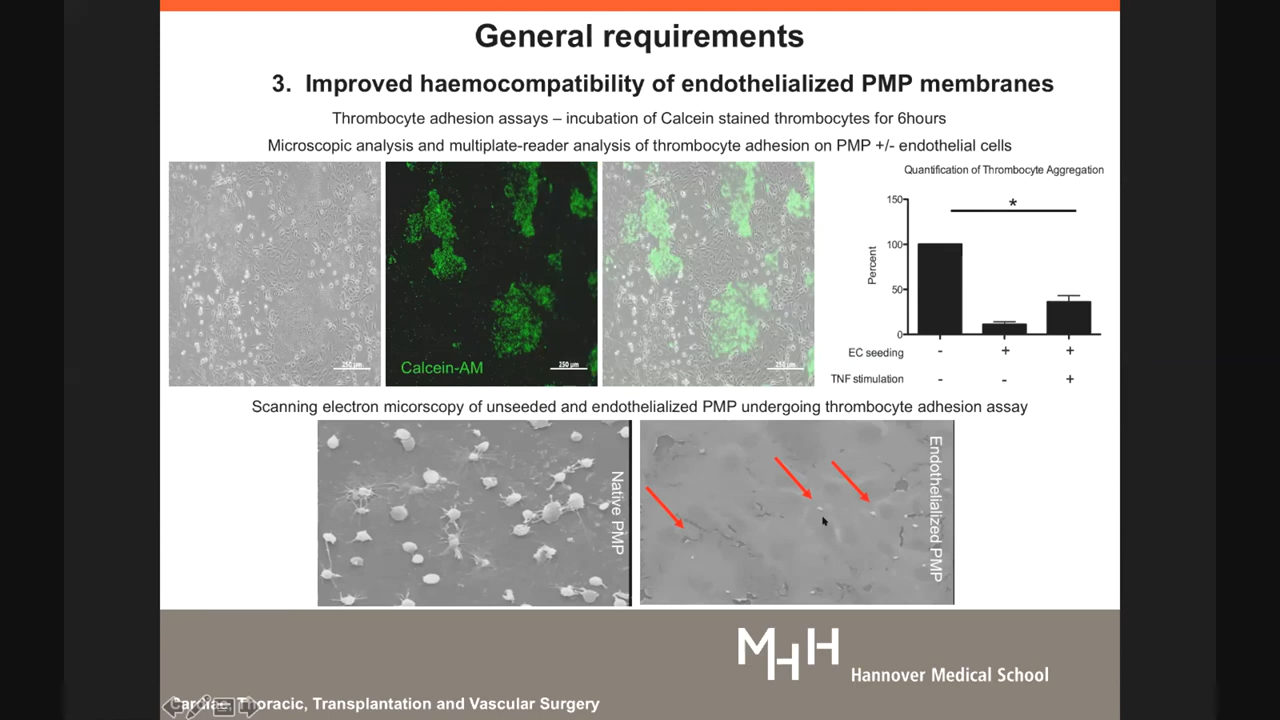 General requirements
3. Improved haemocompatibility of endothelialized PMP membranes
Thrombocyte adhesion assays – incubation of Calcein stained thrombocytes for 6hours
Microscopic analysis and multiplate-reader analysis of thrombocyte adhesion on PMP +/- endothelial cells
250 µm
Calcein-AM
250 µm
250 µm
Quantification of Thrombocyte Aggregation
*
150
100
50
0
Percent
EC seeding - + +
TNF stimulation - - +
Scanning electron micorscopy of unseeded and endothelialized PMP undergoing thrombocyte adhesion assay
Native PMP
Endothelialized PMP
MHH
Hannover Medical School
Cardiac, Thoracic, Transplantation and Vascular Surgery